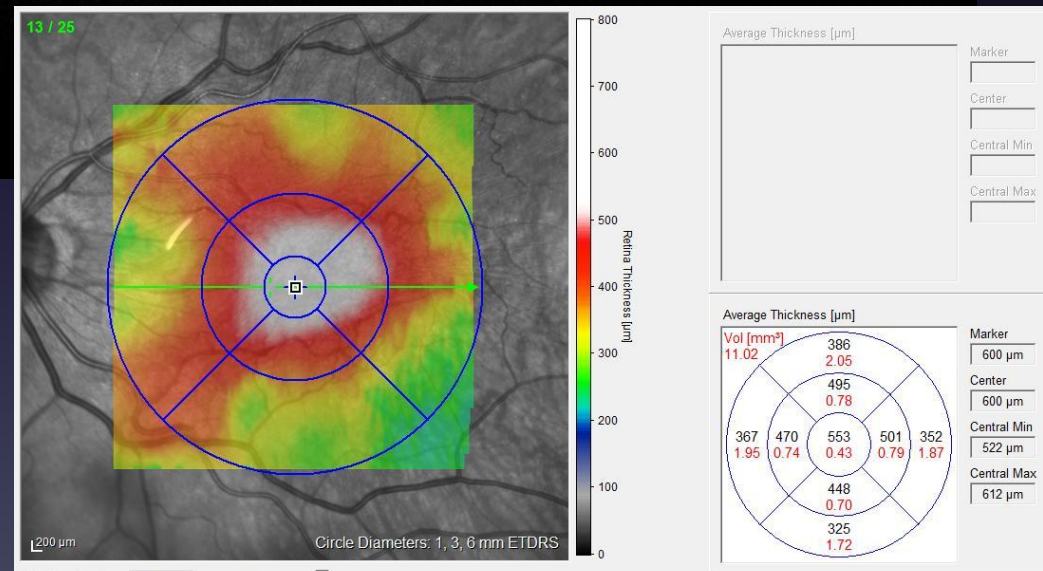 13 / 25
200 µm
Circle Diameters: 1, 3, 6 mm ETDRS
800
700
600
500
400
300
200
100
0
Retina Thickness [µm]
Average Thickness [µm]
Marker
Center
Central Min
Central Max
Average Thickness [µm]
Vol [mm³]
11.02
386
2.05
495
0.78
367 470 553 501 352
1.95 0.74 0.43 0.79 1.87
448
0.70
325
1.72
Marker
600 µm
Center
600 µm
Central Min
522 µm
Central Max
612 µm